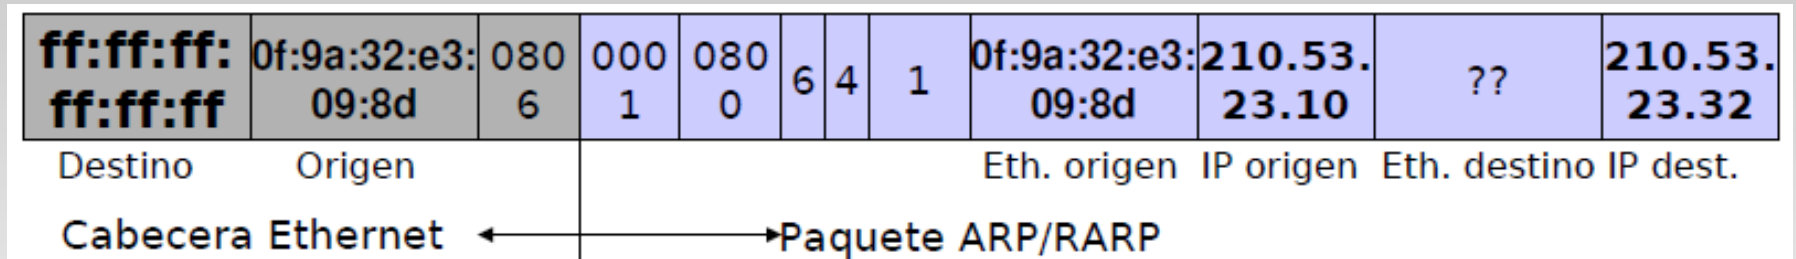 ff:ff:ff:
ff:ff:ff
0f:9a:32:e3:
09:8d
080
6
000
1
080
0
6
4
1
0f:9a:32:e3:
09:8d
210.53.
23.10
??
210.53.
23.32
Destino
Origen
Eth. origen
IP origen
Eth. destino
IP dest.
Cabecera Ethernet
Paquete ARP/RARP